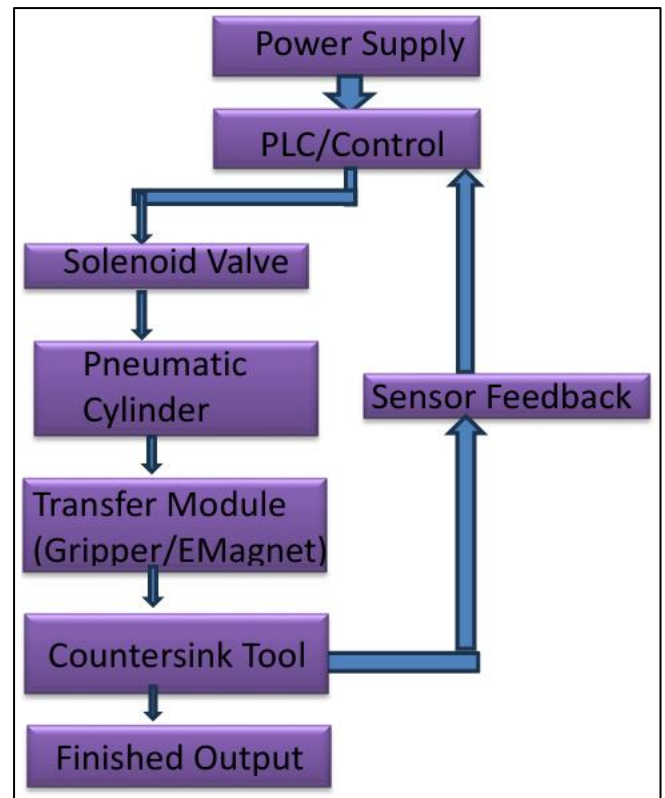 Power Supply
PLC/Control
Solenoid Valve
Pneumatic
Cylinder
Sensor Feedback
Transfer Module
(Gripper/EMagnet)
Countersink Tool
Finished Output